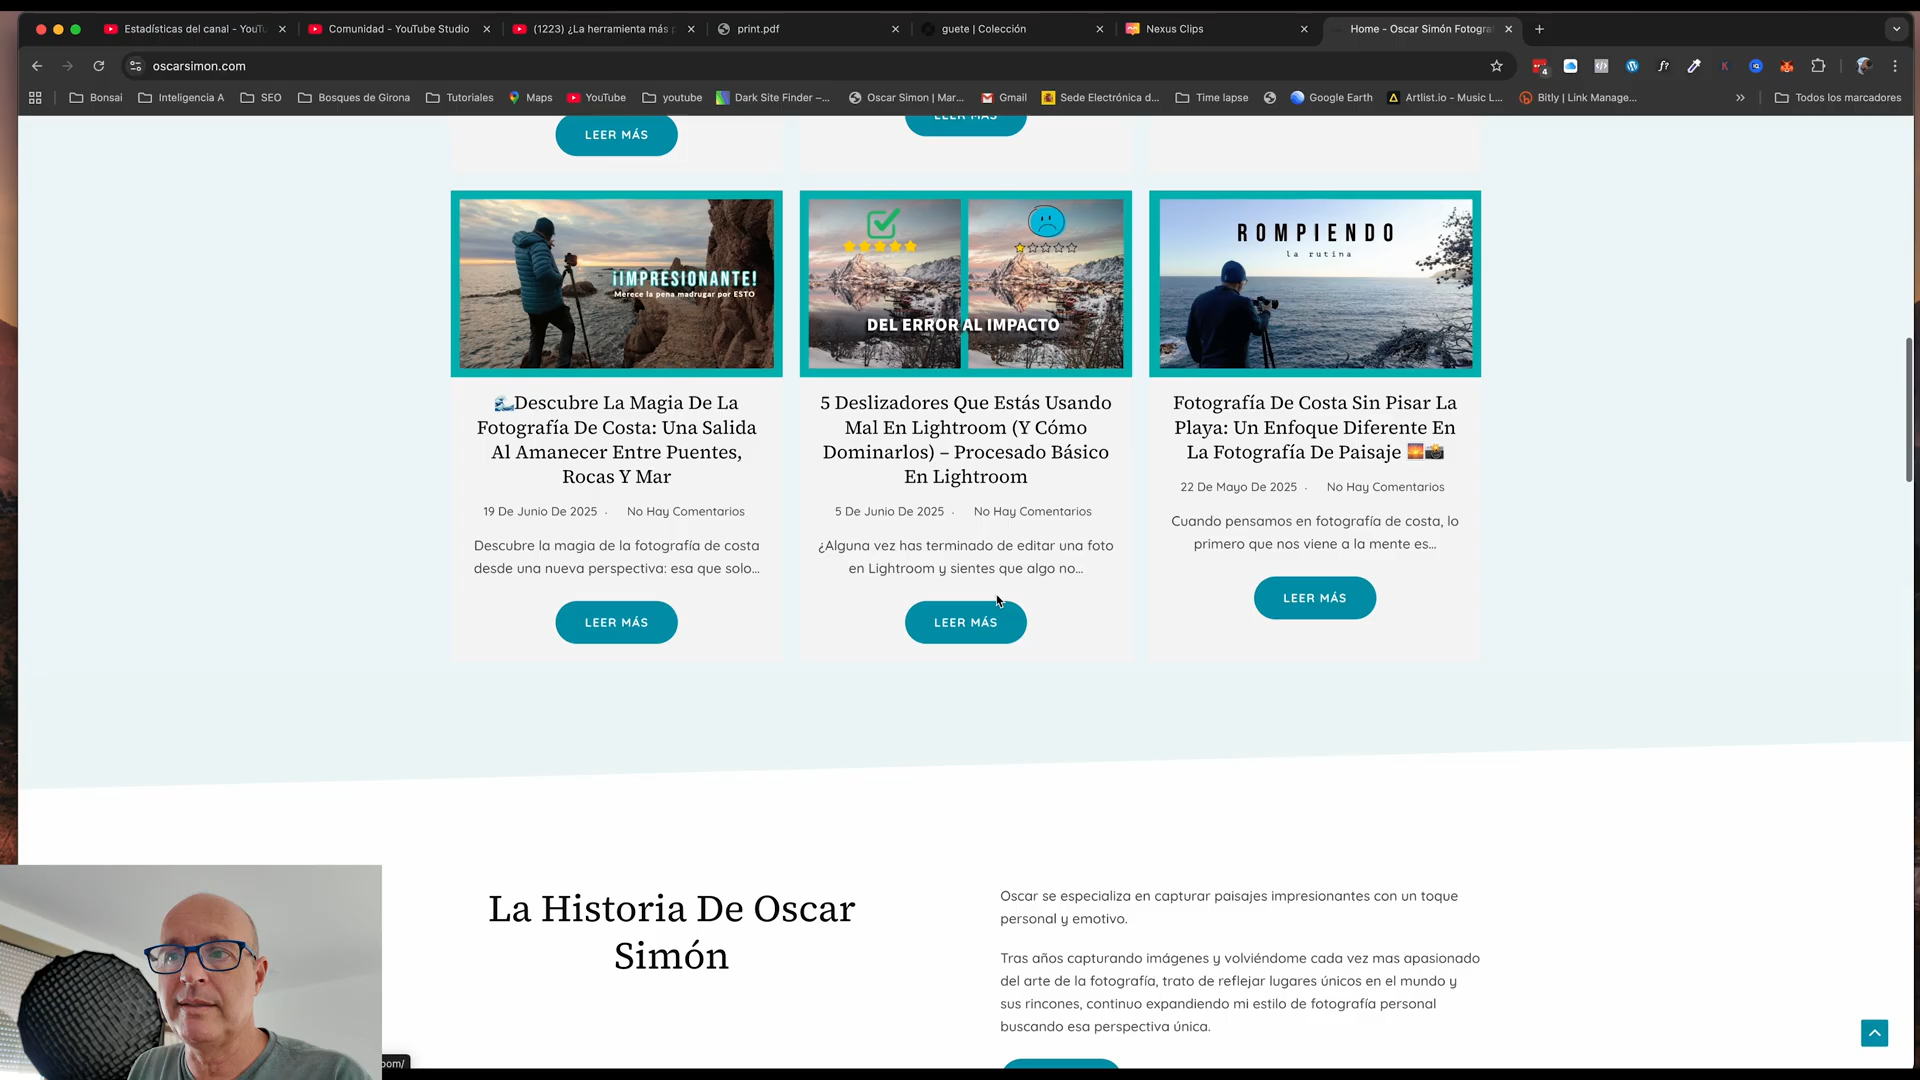 Estadísticas del canal - YouTu
Comunidad - YouTube Studio
(1223) ¿La herramienta más p
print.pdf
guete | Colección
Nexus Clips
Home - Oscar Simón Fotogra
oscarsimon.com
4
f?
K
Bonsai
Inteligencia A
SEO
Bosques de Girona
Tutoriales
Maps
YouTube
youtube
Dark Site Finder –...
Oscar Simon | Mar...
Gmail
Sede Electrónica d...
Time lapse
Google Earth
Artlist.io - Music L...
Bitly | Link Manage...
»
Todos los marcadores
LEER MÁS
LEER MÁS
¡IMPRESIONANTE!
Merece la pena madrugar por ESTO
DEL ERROR AL IMPACTO
ROMPIENDO
la rutina
🌊Descubre La Magia De La
Fotografía De Costa: Una Salida
Al Amanecer Entre Puentes,
Rocas Y Mar
19 De Junio De 2025 · No Hay Comentarios
Descubre la magia de la fotografía de costa
desde una nueva perspectiva: esa que solo...
LEER MÁS
5 Deslizadores Que Estás Usando
Mal En Lightroom (Y Cómo
Dominarlos) – Procesado Básico
En Lightroom
5 De Junio De 2025 · No Hay Comentarios
¿Alguna vez has terminado de editar una foto
en Lightroom y sientes que algo no...
LEER MÁS
Fotografía De Costa Sin Pisar La
Playa: Un Enfoque Diferente En
La Fotografía De Paisaje 🌅📸
22 De Mayo De 2025 · No Hay Comentarios
Cuando pensamos en fotografía de costa, lo
primero que nos viene a la mente es...
LEER MÁS
La Historia De Oscar
Simón
Oscar se especializa en capturar paisajes impresionantes con un toque
personal y emotivo.
Tras años capturando imágenes y volviéndome cada vez mas apasionado
del arte de la fotografía, trato de reflejar lugares únicos en el mundo y
sus rincones, continuo expandiendo mi estilo de fotografía personal
buscando esa perspectiva única.
oom/